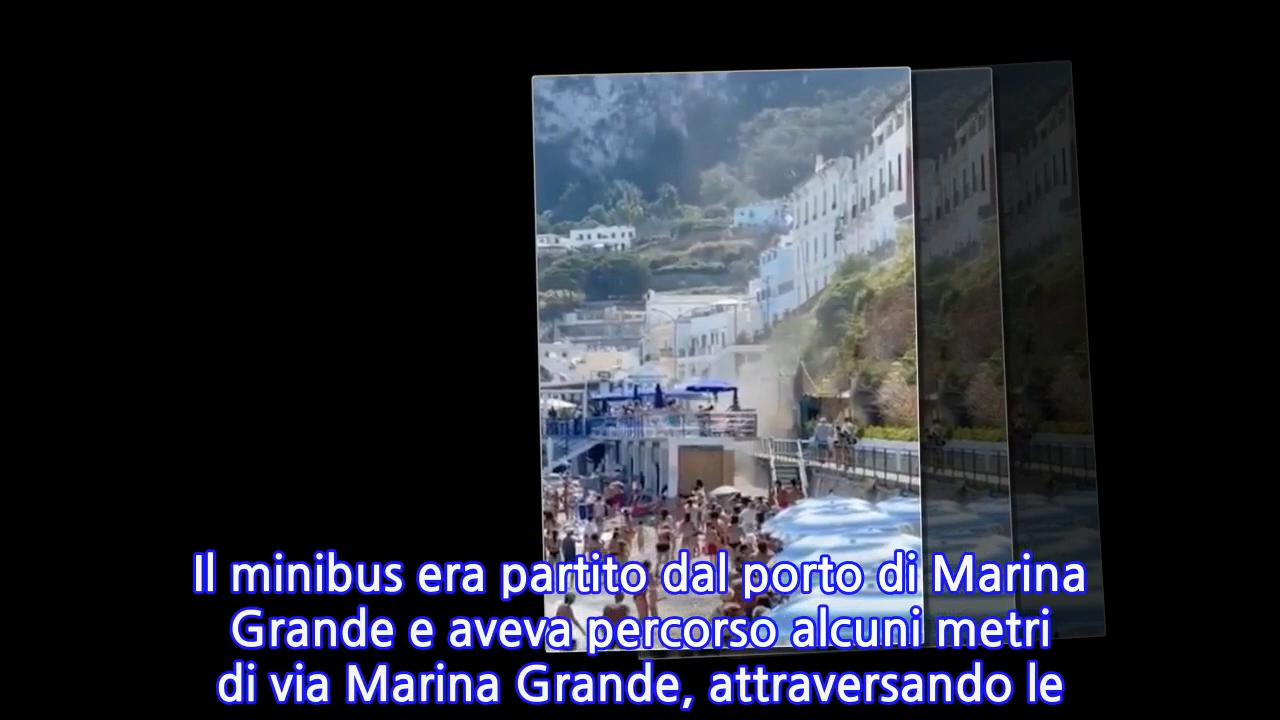 Il minibus era partito dal porto di Marina
Grande e aveva percorso alcuni metri
di via Marina Grande, attraversando le